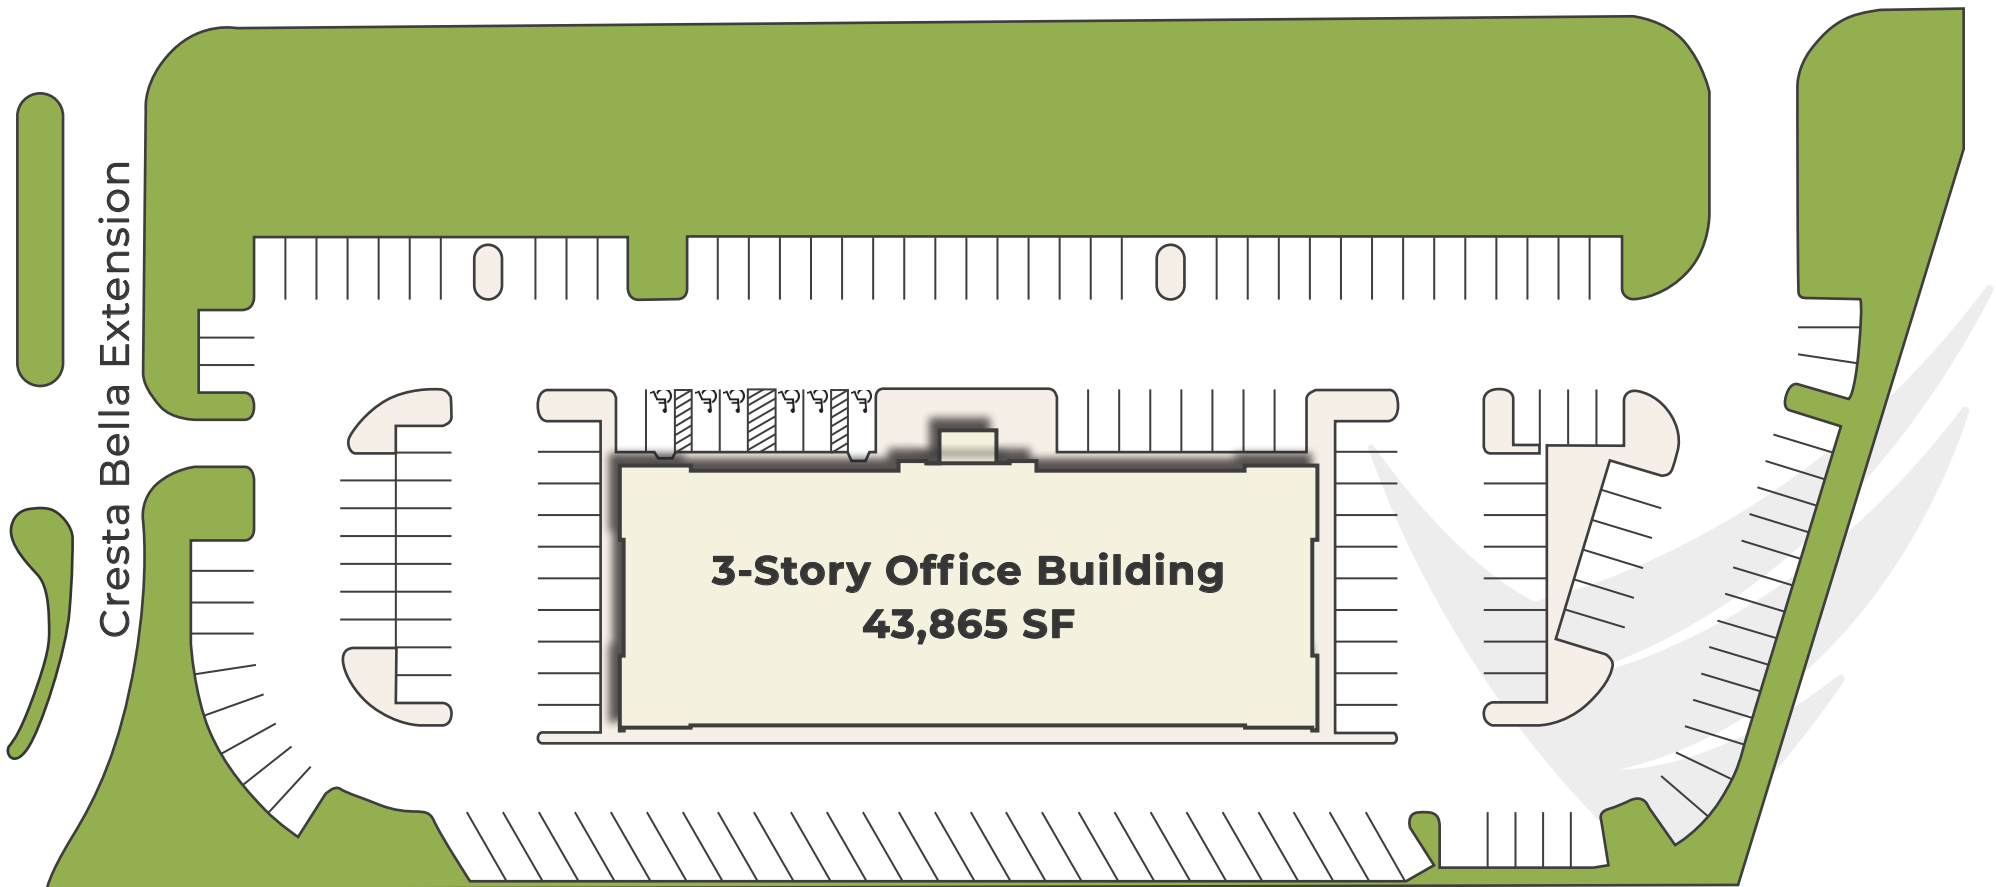 Cresta Bella Extension
3-Story Office Building
43,865 SF